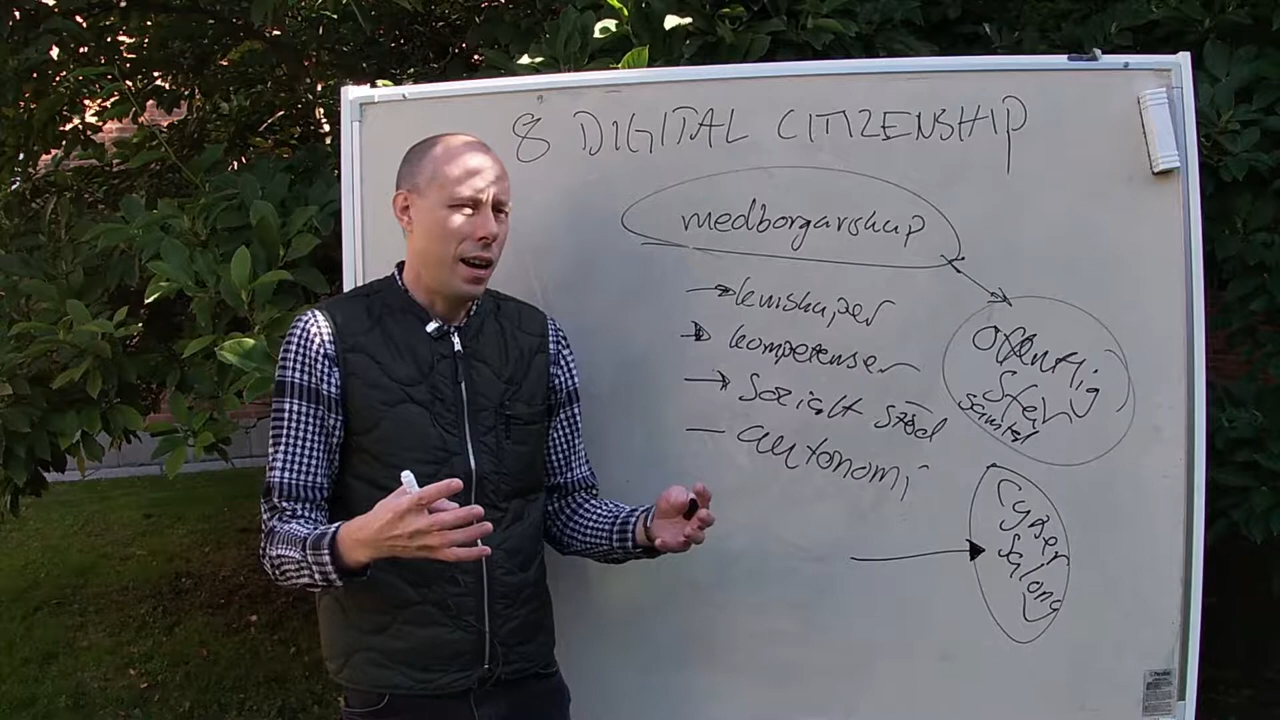 8 DIGITAL CITIZENSHIP
medborgarskap
→ kunskaper
→ kompetenser
→ Socialt stöd
— autonomi
Offentlig
sfär
samtal
Cyber
salong